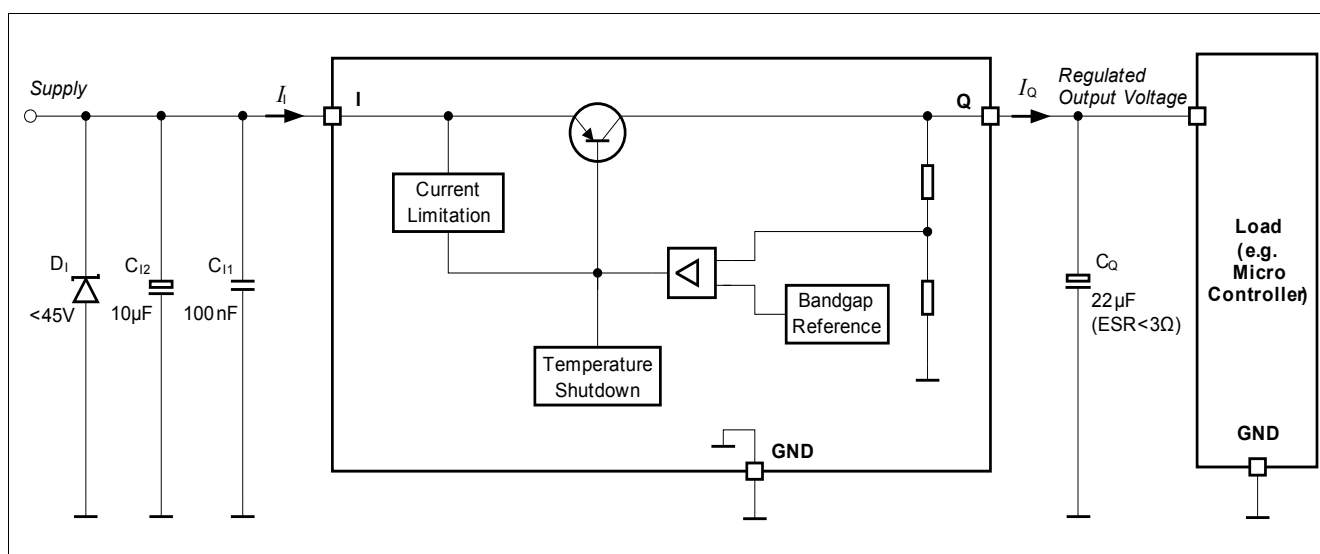 Supply
I_I
I
Q
I_Q
Regulated
Output Voltage
Current
Limitation
Load
(e.g.
Micro
Controller)
D_I
<45V
C_I2
10µF
C_I1
100nF
Bandgap
Reference
C_Q
22µF
(ESR<3Ω)
Temperature
Shutdown
GND
GND